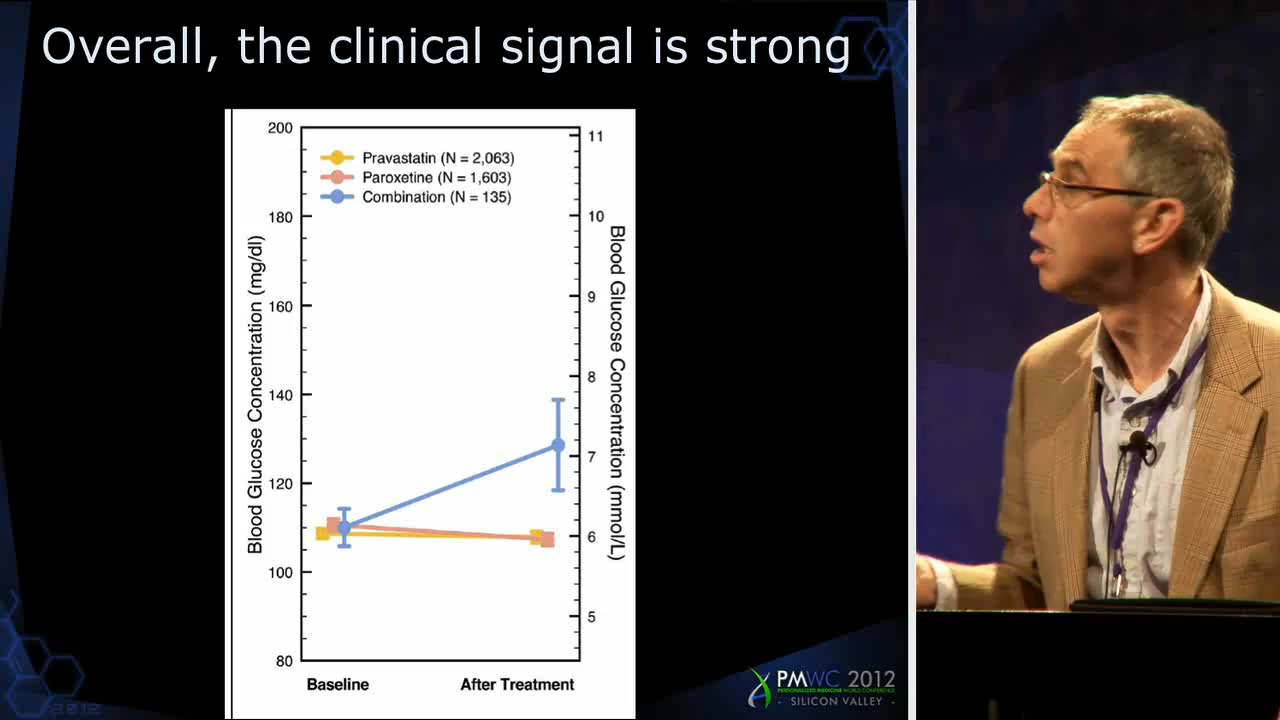 Overall, the clinical signal is strong
Pravastatin (N = 2,063)
Paroxetine (N = 1,603)
Combination (N = 135)
Blood Glucose Concentration (mg/dl)
200
180
160
140
120
100
80
11
10
9
8
7
6
5
Blood Glucose Concentration (mmol/L)
Baseline
After Treatment
PMWC 2012
PERSONALIZED MEDICINE WORLD CONFERENCE
- SILICON VALLEY -
2012